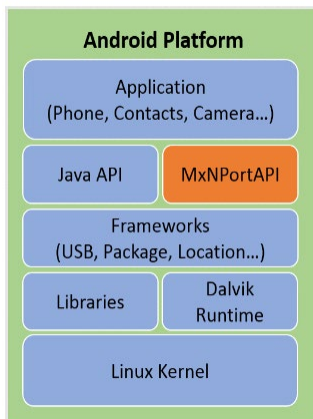 Android Platform
Application
(Phone, Contacts, Camera...)
Java API
MxNPortAPI
Frameworks
(USB, Package, Location...)
Libraries
Dalvik
Runtime
Linux Kernel